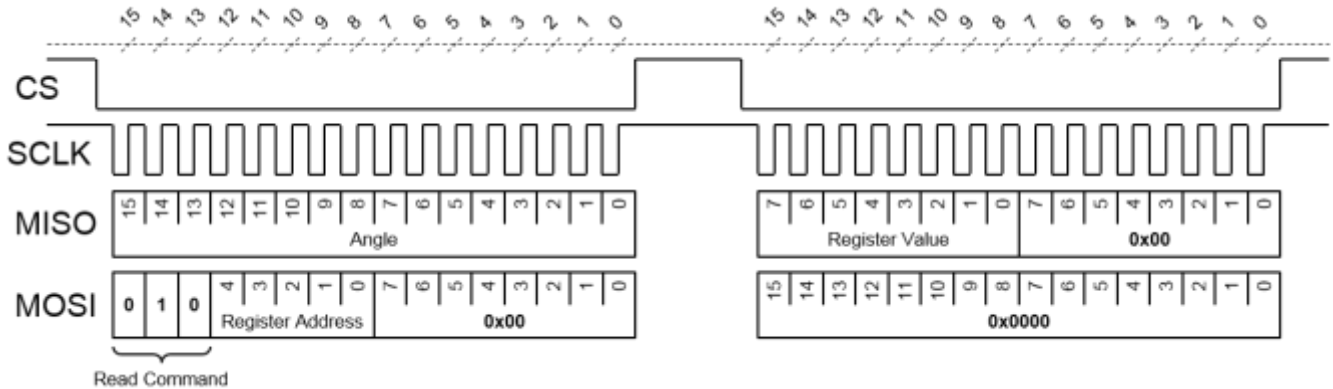 15 14 13 12 11 10 9 8 7 6 5 4 3 2 1 0 15 14 13 12 11 10 9 8 7 6 5 4 3 2 1 0
CS
SCLK
MISO 15 14 13 12 11 10 9 8 7 6 5 4 3 2 1 0 7 6 5 4 3 2 1 0 7 6 5 4 3 2 1 0
Angle Register Value 0x00
MOSI 0 1 0 4 3 2 1 0 7 6 5 4 3 2 1 0 15 14 13 12 11 10 9 8 7 6 5 4 3 2 1 0
Register Address 0x00 0x0000
Read Command